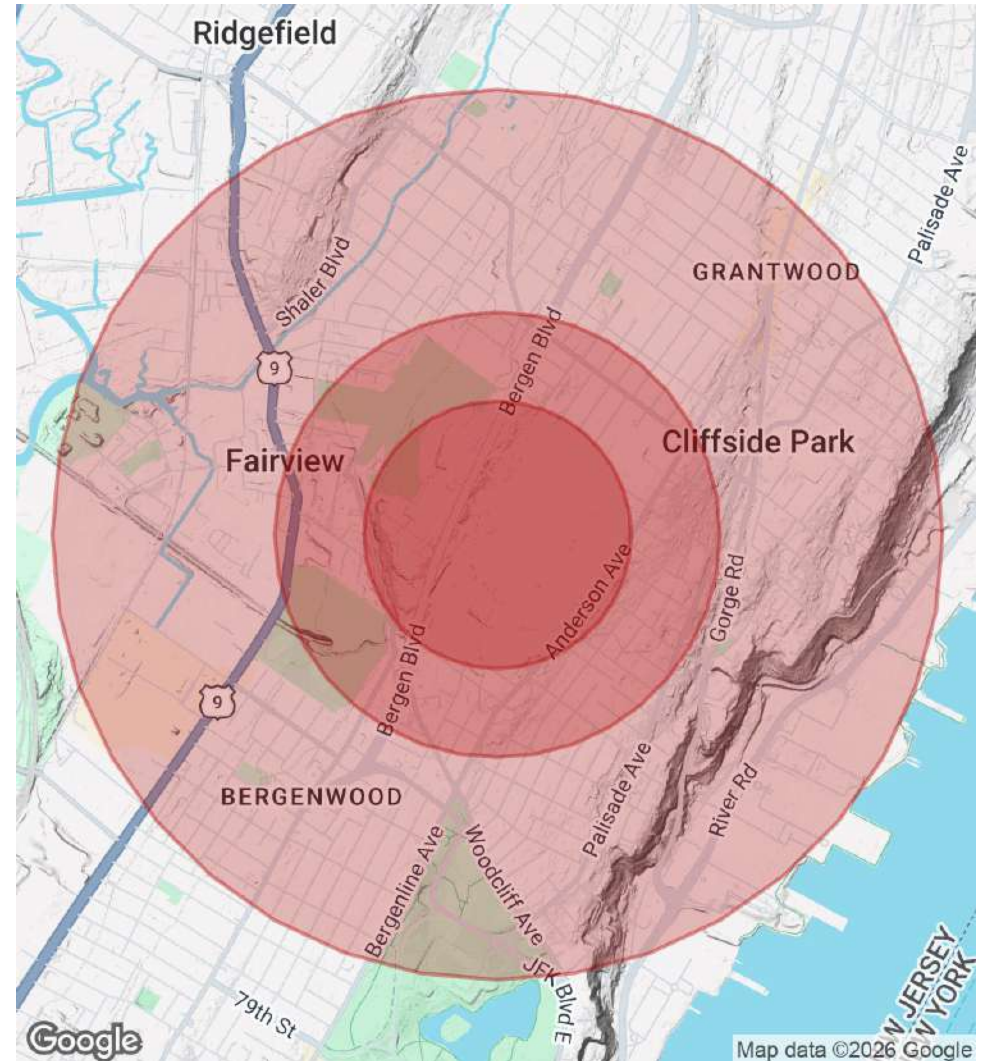 Ridgefield
Palisade Ave
GRANTWOOD
Shaler Blvd
Bergen Blvd
9
Cliffside Park
Fairview
Anderson Ave
Gorge Rd
Bergen Blvd
9
BERGENWOOD
Palisade Ave
River Rd
Bergenline Ave
Woodcliff Ave
JFK Blvd E
79th St
NEW JERSEY
NEW YORK
Google
Map data ©2026 Google